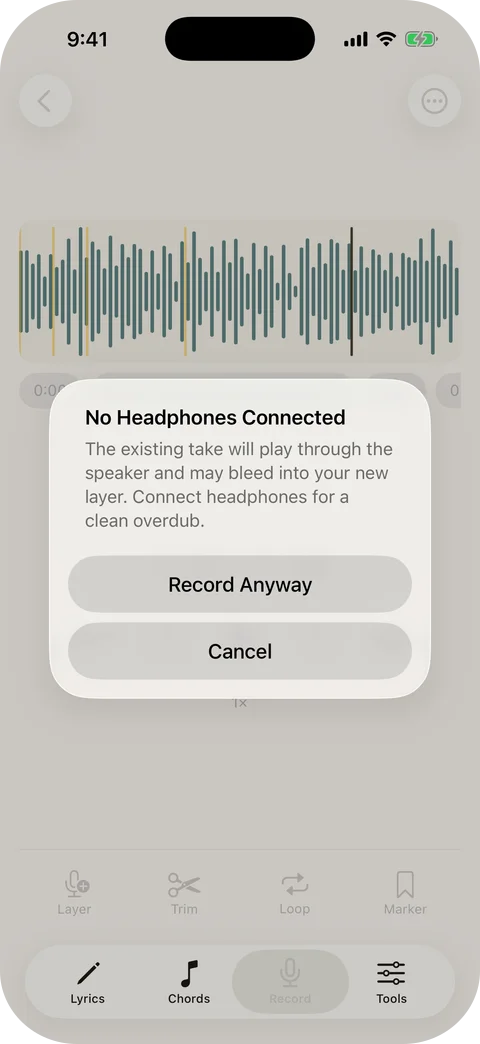 9:41
No Headphones Connected
The existing take will play through the
speaker and may bleed into your new
layer. Connect headphones for a
clean overdub.
Record Anyway
Cancel
1×
Layer
Trim
Loop
Marker
Lyrics
Chords
Record
Tools